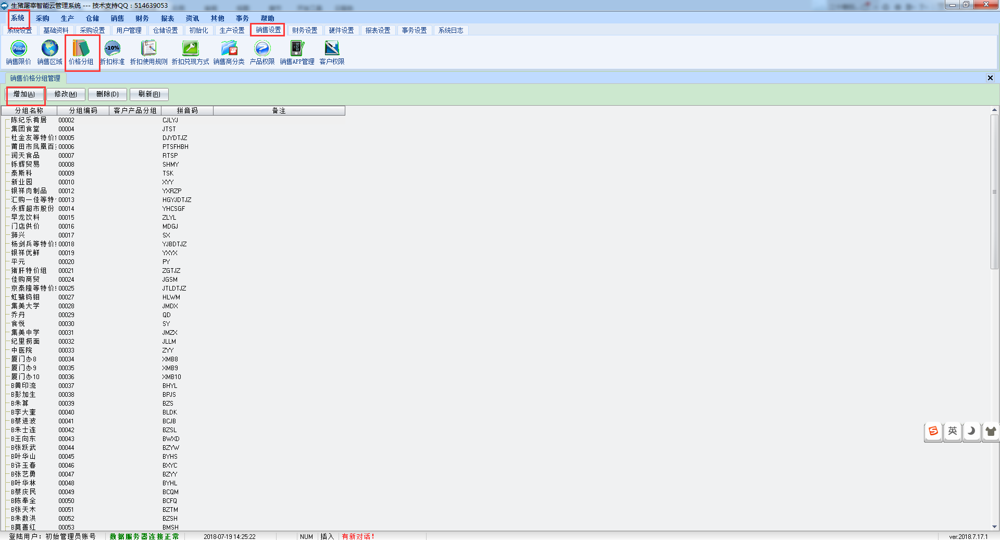 生猪屠宰智能云管理系统 --- 技术支持QQ：514639053
系统 采购 生产 仓储 销售 财务 报表 资讯 其他 事务 帮助
系统设置 基础资料 采购设置 用户管理 仓储设置 初始化 生产设置 销售设置 财务设置 硬件设置 报表设置 事务设置 系统日志
Price -10%
销售限价 销售区域 价格分组 折扣标准 折扣使用规则 折扣兑现方式 销售商分类 产品权限 销售APP管理 客户权限
销售价格分组管理
增加(A) 修改(M) 删除(D) 刷新(R)
分组名称 分组编码 客户产品分组 拼音码 备注
陈纪乐肴居 00002 CJLYJ
集团食堂 00004 JTST
杜金友等特价 00005 DJYDTJZ
莆田市凤凰百 00006 PTSFHBH
润天食品 00007 RTSP
铄辉贸易 00008 SHMY
泰斯科 00009 TSK
新业园 00010 XYY
银祥肉制品 00012 YXRZP
汇购一佳等特 00013 HGYJDTJZ
永辉超市股份 00014 YHCSGF
早龙饮料 00015 ZLYL
门店供价 00016 MDGJ
狮兴 00017 SX
杨剑兵等特价 00018 YJBDTJZ
银祥优鲜 00019 YXYX
平元 00020 PY
猪肝特价组 00021 ZGTJZ
佳购商贸 00024 JGSM
京泰隆等特价 00025 JTLDTJZ
虹鹭钨钼 00027 HLWM
集美大学 00028 JMDX
乔丹 00029 QD
食悦 00030 SY
集美中学 00031 JMZX
纪里捞面 00032 JLLM
中医院 00033 ZYY
厦门办8 00034 XMB8
厦门办9 00035 XMB9
厦门办10 00036 XMB10
B黄印流 00037 BHYL
B彭加生 00038 BPJS
B朱算 00039 BZS
B李大奎 00040 BLDK
B蔡进波 00041 BCJB
B朱士连 00042 BZSL
B王向东 00043 BWXD
B张跃武 00044 BZYW
B叶华山 00045 BYHS
B许玉春 00046 BXYC
B张艺勇 00047 BZYY
B叶华林 00048 BYHL
B蔡庆民 00049 BCQM
B陈奉全 00050 BCFQ
B张天木 00051 BZTM
B朱数洪 00052 BZSH
B莫善红 00053 BMSH
英
登陆用户：初始管理员账号 数据服务器连接正常 2018-07-19 14:25:22 NUM 插入 有新对话！ ver:2018.7.17.1